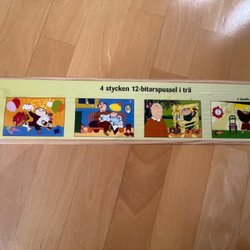 4 stycken 12-bitarspussel i trä